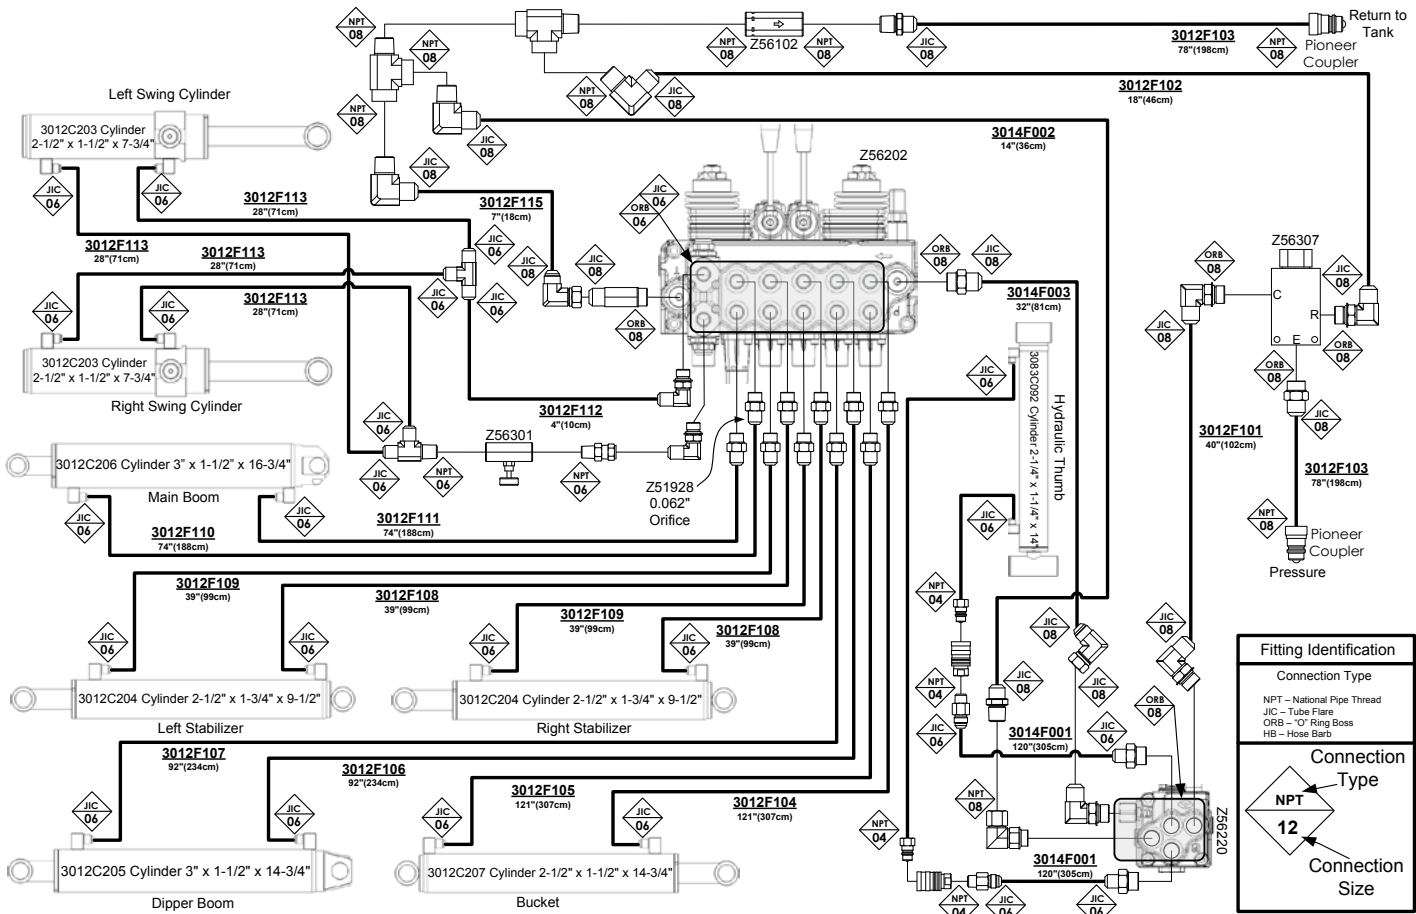 NPT
08
NPT
08
NPT
08
Z56102
NPT
08
NPT
08
JIC
08
3012F103
78"(198cm)
NPT
08
Return to
Tank
Pioneer
Coupler
NPT
08
JIC
08
3012F102
18"(46cm)
JIC
08
3014F002
14"(36cm)
Left Swing Cylinder
3012C203 Cylinder
2-1/2" x 1-1/2" x 7-3/4"
JIC
06
JIC
06
3012F113
28"(71cm)
3012F113
28"(71cm)
3012F113
28"(71cm)
3012F113
28"(71cm)
JIC
08
3012F115
7"(18cm)
JIC
06
JIC
06
JIC
06
JIC
08
JIC
08
ORB
08
JIC
06
ORB
06
Z56202
ORB
08
JIC
08
3014F003
32"(81cm)
Z56307
ORB
08
JIC
08
JIC
08
C
R
E
ORB
08
ORB
08
JIC
08
JIC
06
JIC
06
3012C203 Cylinder
2-1/2" x 1-1/2" x 7-3/4"
Right Swing Cylinder
3012F112
4"(10cm)
JIC
06
JIC
06
NPT
06
Z56301
NPT
06
Z51928
0.062"
Orifice
3012C206 Cylinder 3" x 1-1/2" x 16-3/4"
Main Boom
JIC
06
JIC
06
3012F110
74"(188cm)
3012F111
74"(188cm)
JIC
06
JIC
06
3083C092 Cylinder 2-1/4" x 1-1/4" x 14"
Hydraulic Thumb
3012F101
40"(102cm)
3012F103
78"(198cm)
NPT
08
Pioneer
Coupler
Pressure
3012F109
39"(99cm)
3012F108
39"(99cm)
3012F109
39"(99cm)
3012F108
39"(99cm)
JIC
06
JIC
06
JIC
06
JIC
06
3012C204 Cylinder 2-1/2" x 1-3/4" x 9-1/2"
Left Stabilizer
3012C204 Cylinder 2-1/2" x 1-3/4" x 9-1/2"
Right Stabilizer
NPT
04
NPT
04
JIC
06
JIC
08
JIC
08
JIC
08
JIC
08
ORB
08
3014F001
120"(305cm)
JIC
06
3012F107
92"(234cm)
3012F106
92"(234cm)
3012F105
121"(307cm)
3012F104
121"(307cm)
JIC
06
JIC
06
JIC
06
JIC
06
3012C205 Cylinder 3" x 1-1/2" x 14-3/4"
Dipper Boom
3012C207 Cylinder 2-1/2" x 1-1/2" x 14-3/4"
Bucket
NPT
08
NPT
04
Z56220
3014F001
120"(305cm)
NPT
04
JIC
06
JIC
06
Fitting Identification
Connection Type
NPT – National Pipe Thread
JIC – Tube Flare
ORB – "O" Ring Boss
HB – Hose Barb
Connection
Type
NPT
12
Connection
Size